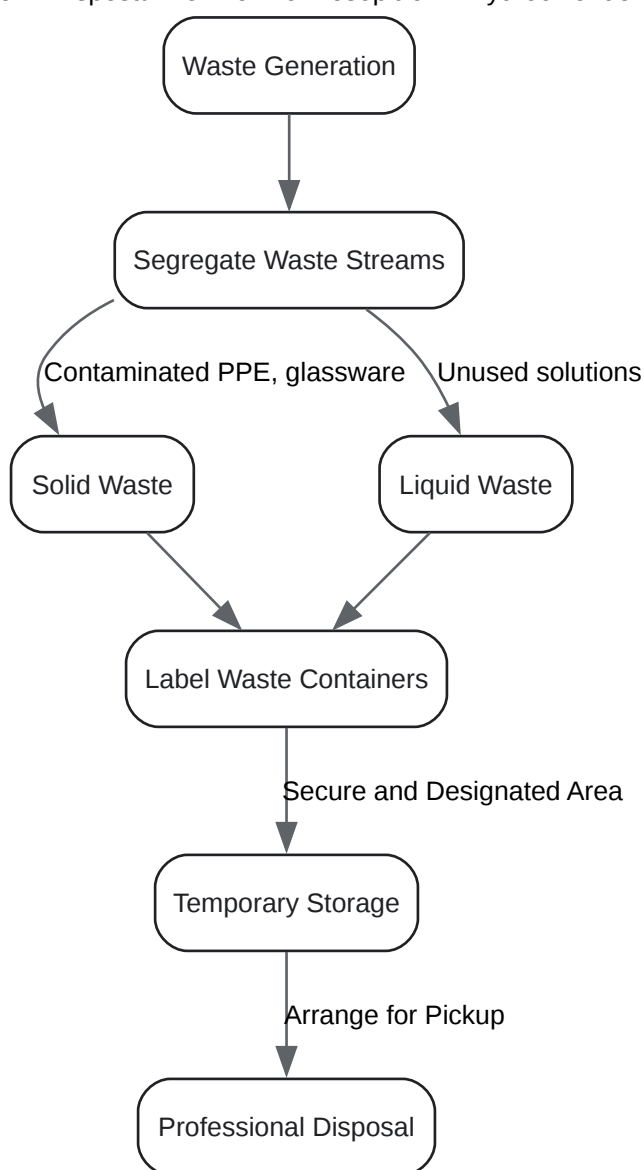 Waste Generation
Segregate Waste Streams
Contaminated PPE, glassware
Unused solutions
Solid Waste
Liquid Waste
Label Waste Containers
Secure and Designated Area
Temporary Storage
Arrange for Pickup
Professional Disposal